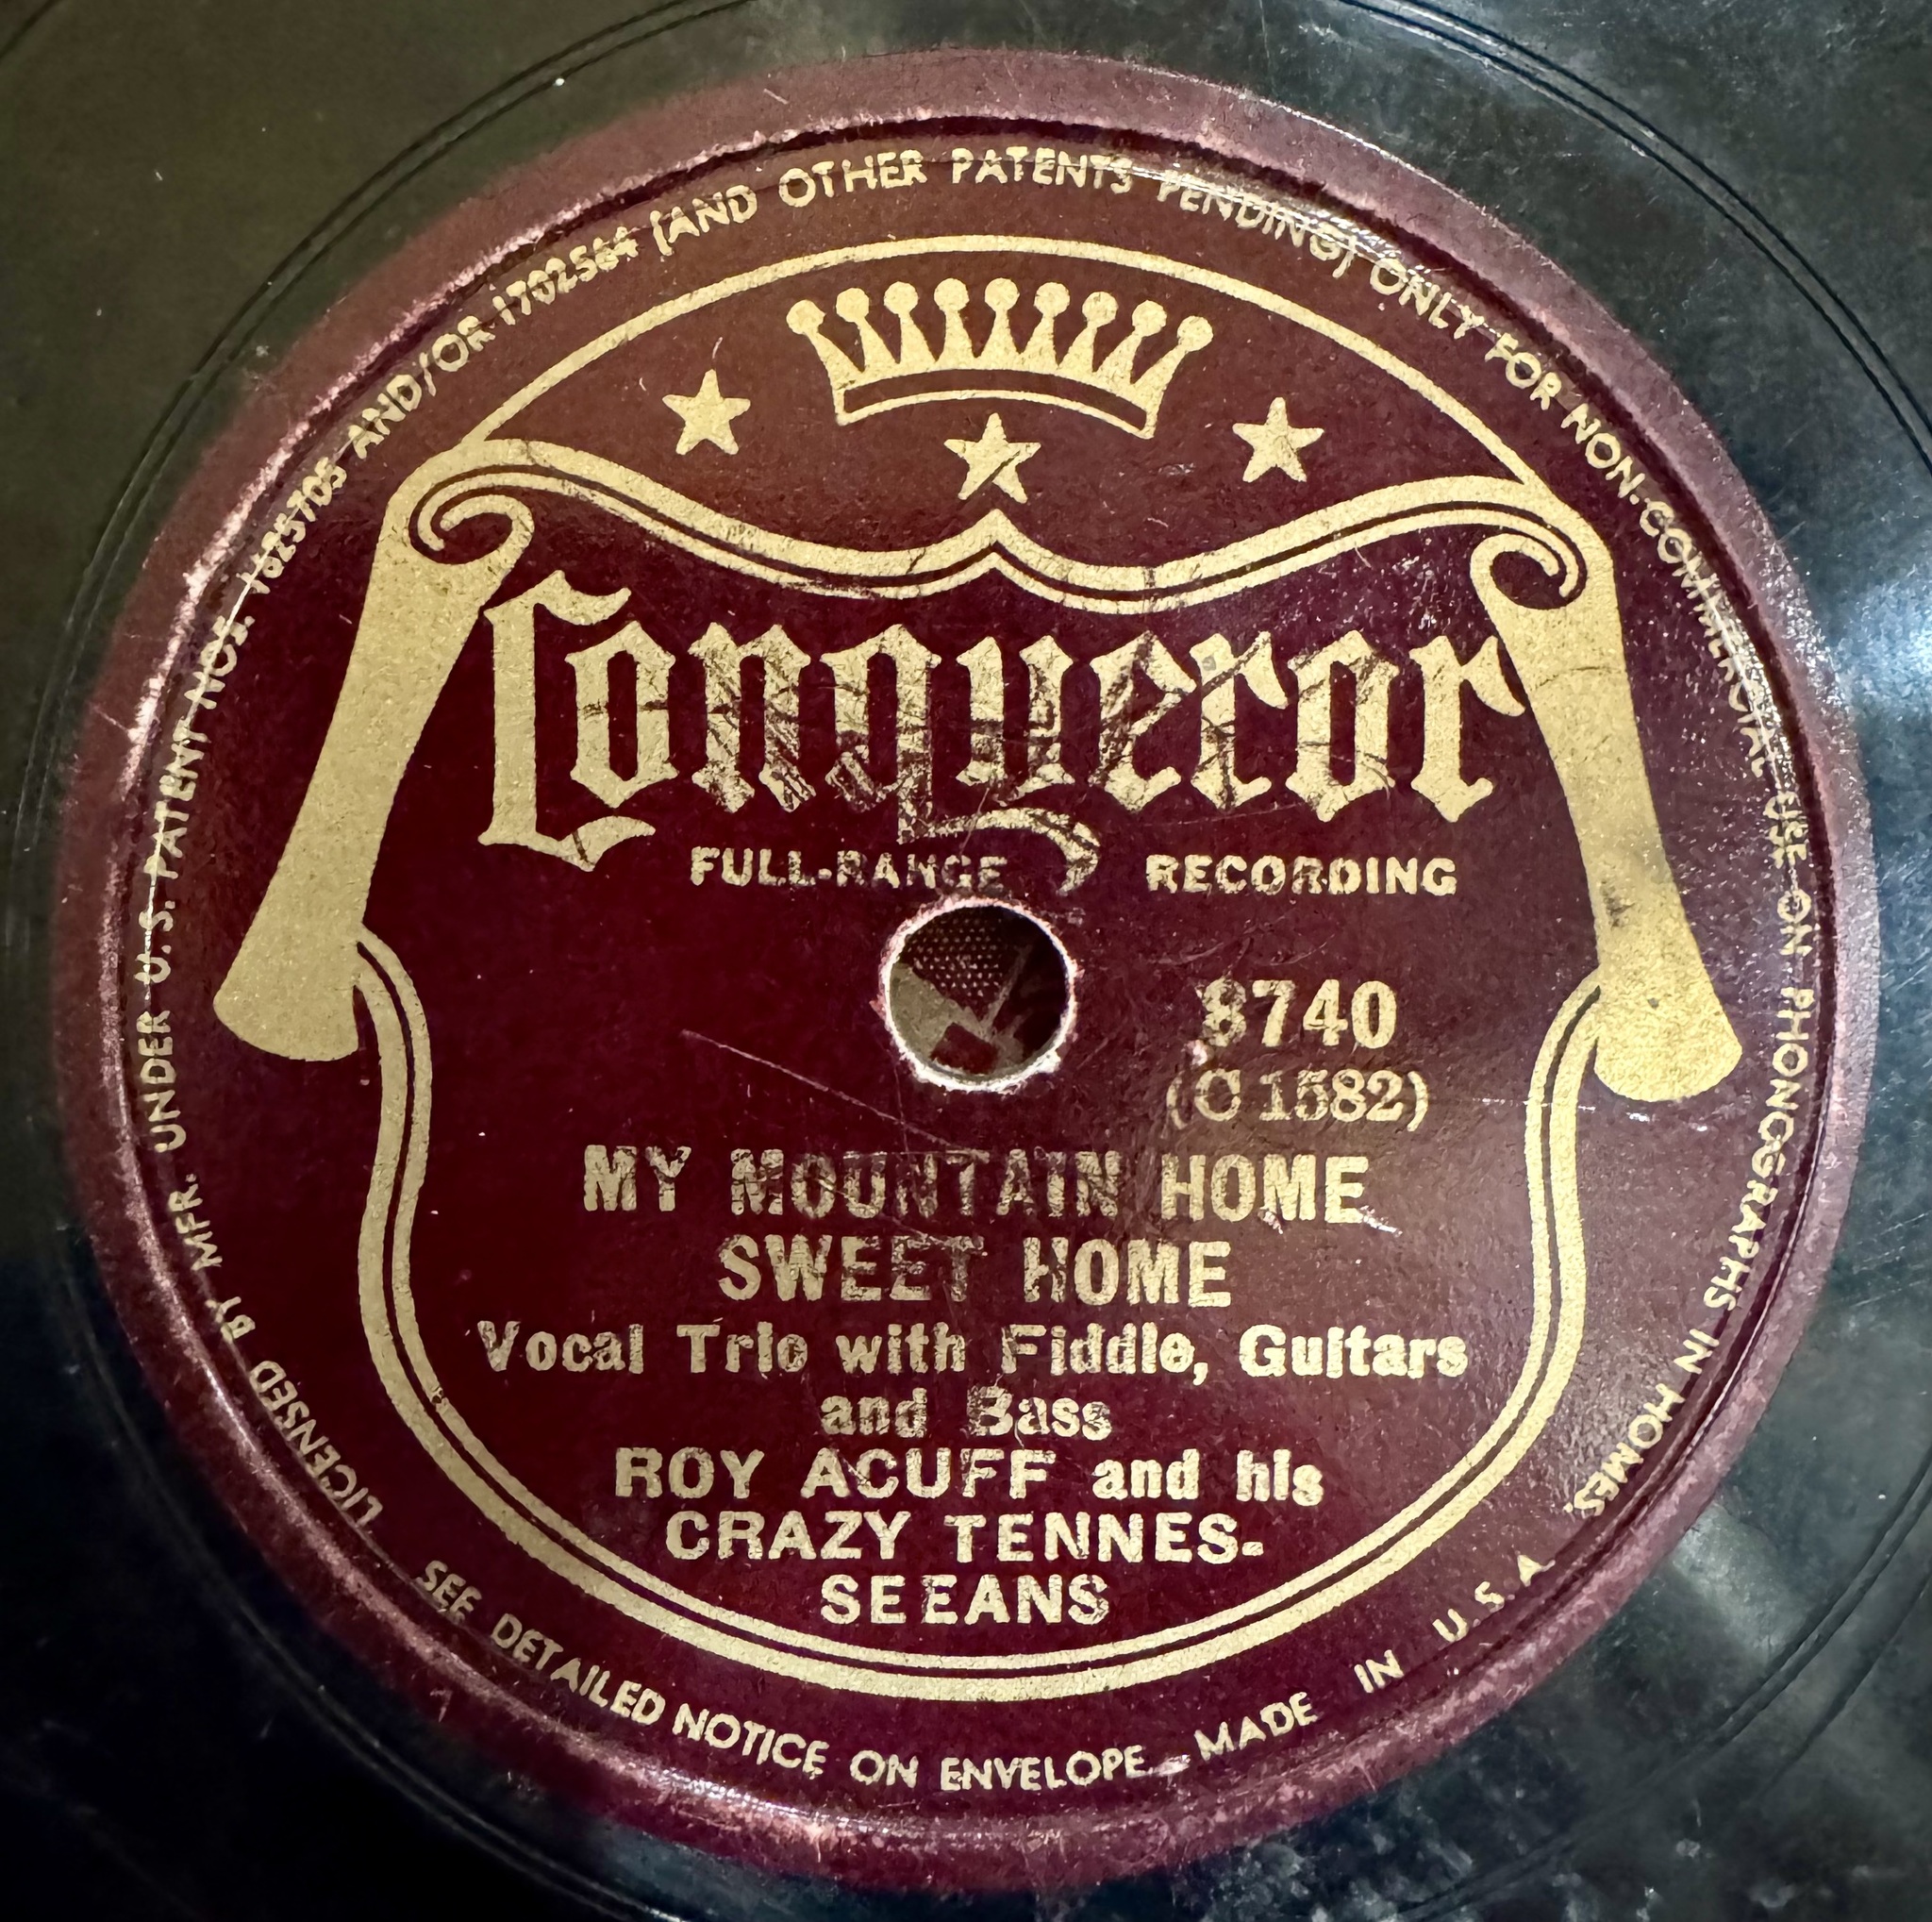 LICENSED BY MFR. UNDER U.S. PATENT NOS. 1625705 AND/OR 1702564 (AND OTHER PATENTS PENDING) ONLY FOR NON-COMMERCIAL USE ON PHONOGRAPHS IN HOMES.
Conqueror
FULL-RANGE RECORDING
8740
(C 1582)
MY MOUNTAIN HOME
SWEET HOME
Vocal Trio with Fiddle, Guitars
and Bass
ROY ACUFF and his
CRAZY TENNES-
SEEANS
SEE DETAILED NOTICE ON ENVELOPE. MADE IN U.S.A.